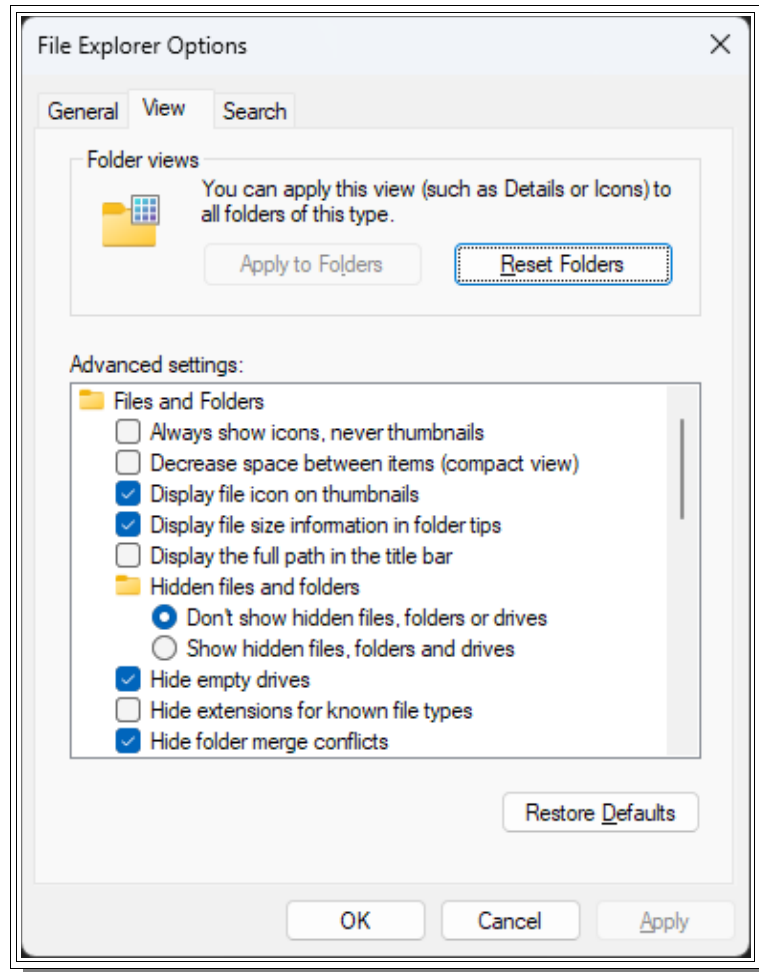 File Explorer Options
General View Search
Folder views
You can apply this view (such as Details or Icons) to
all folders of this type.
Apply to Folders Reset Folders
Advanced settings:
Files and Folders
Always show icons, never thumbnails
Decrease space between items (compact view)
Display file icon on thumbnails
Display file size information in folder tips
Display the full path in the title bar
Hidden files and folders
Don't show hidden files, folders or drives
Show hidden files, folders and drives
Hide empty drives
Hide extensions for known file types
Hide folder merge conflicts
Restore Defaults
OK Cancel Apply